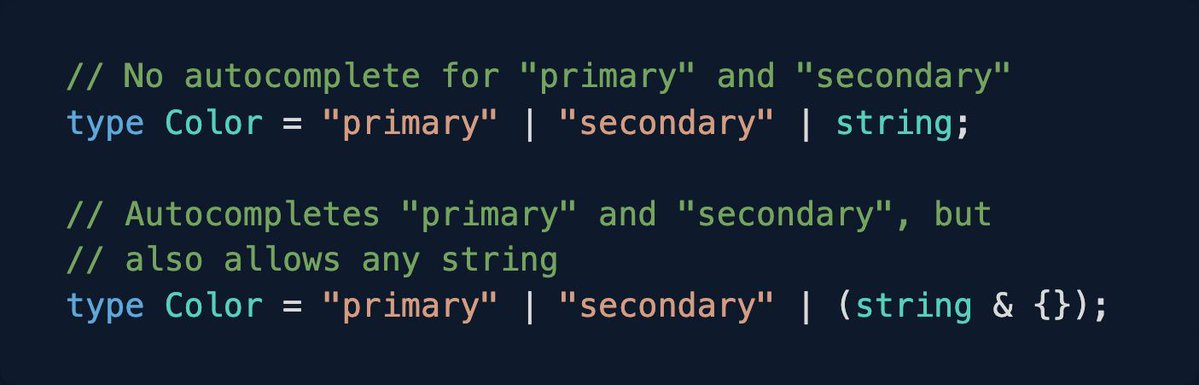 // No autocomplete for "primary" and "secondary"
type Color = "primary" | "secondary" | string;
// Autocompletes "primary" and "secondary", but
// also allows any string
type Color = "primary" | "secondary" | (string & {});